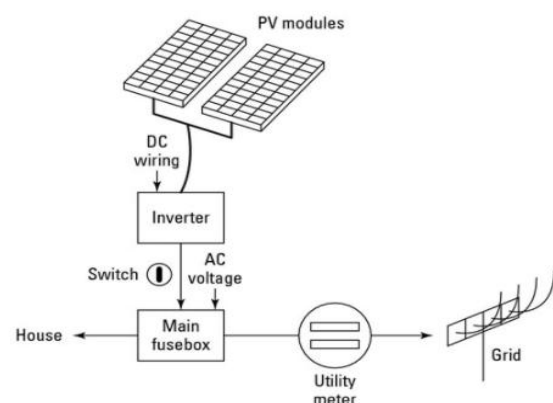 PV modules
DC
wiring
Inverter
Switch
AC
voltage
House
Main
fusebox
Utility
meter
Grid